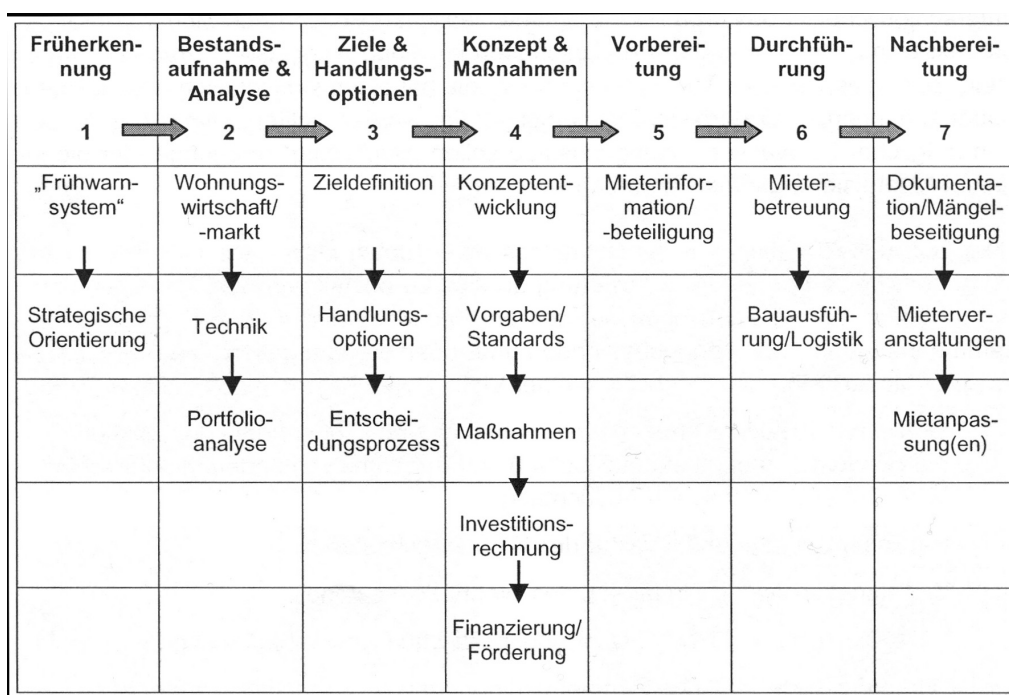 Früherken-
nung
1
Bestands-
aufnahme &
Analyse
2
Ziele &
Handlungs-
optionen
3
Konzept &
Maßnahmen
4
Vorberei-
tung
5
Durchfüh-
rung
6
Nachberei-
tung
7
„Frühwarn-
system“
Wohnungs-
wirtschaft/
-markt
Zieldefinition
Konzeptent-
wicklung
Mieterinfor-
mation/
-beteiligung
Mieter-
betreuung
Dokumenta-
tion/Mängel-
beseitigung
Strategische
Orientierung
Technik
Handlungs-
optionen
Vorgaben/
Standards
Bauausfüh-
rung/Logistik
Mieterver-
anstaltungen
Portfolio-
analyse
Entschei-
dungsprozess
Maßnahmen
Mietanpas-
sung(en)
Investitions-
rechnung
Finanzierung/
Förderung